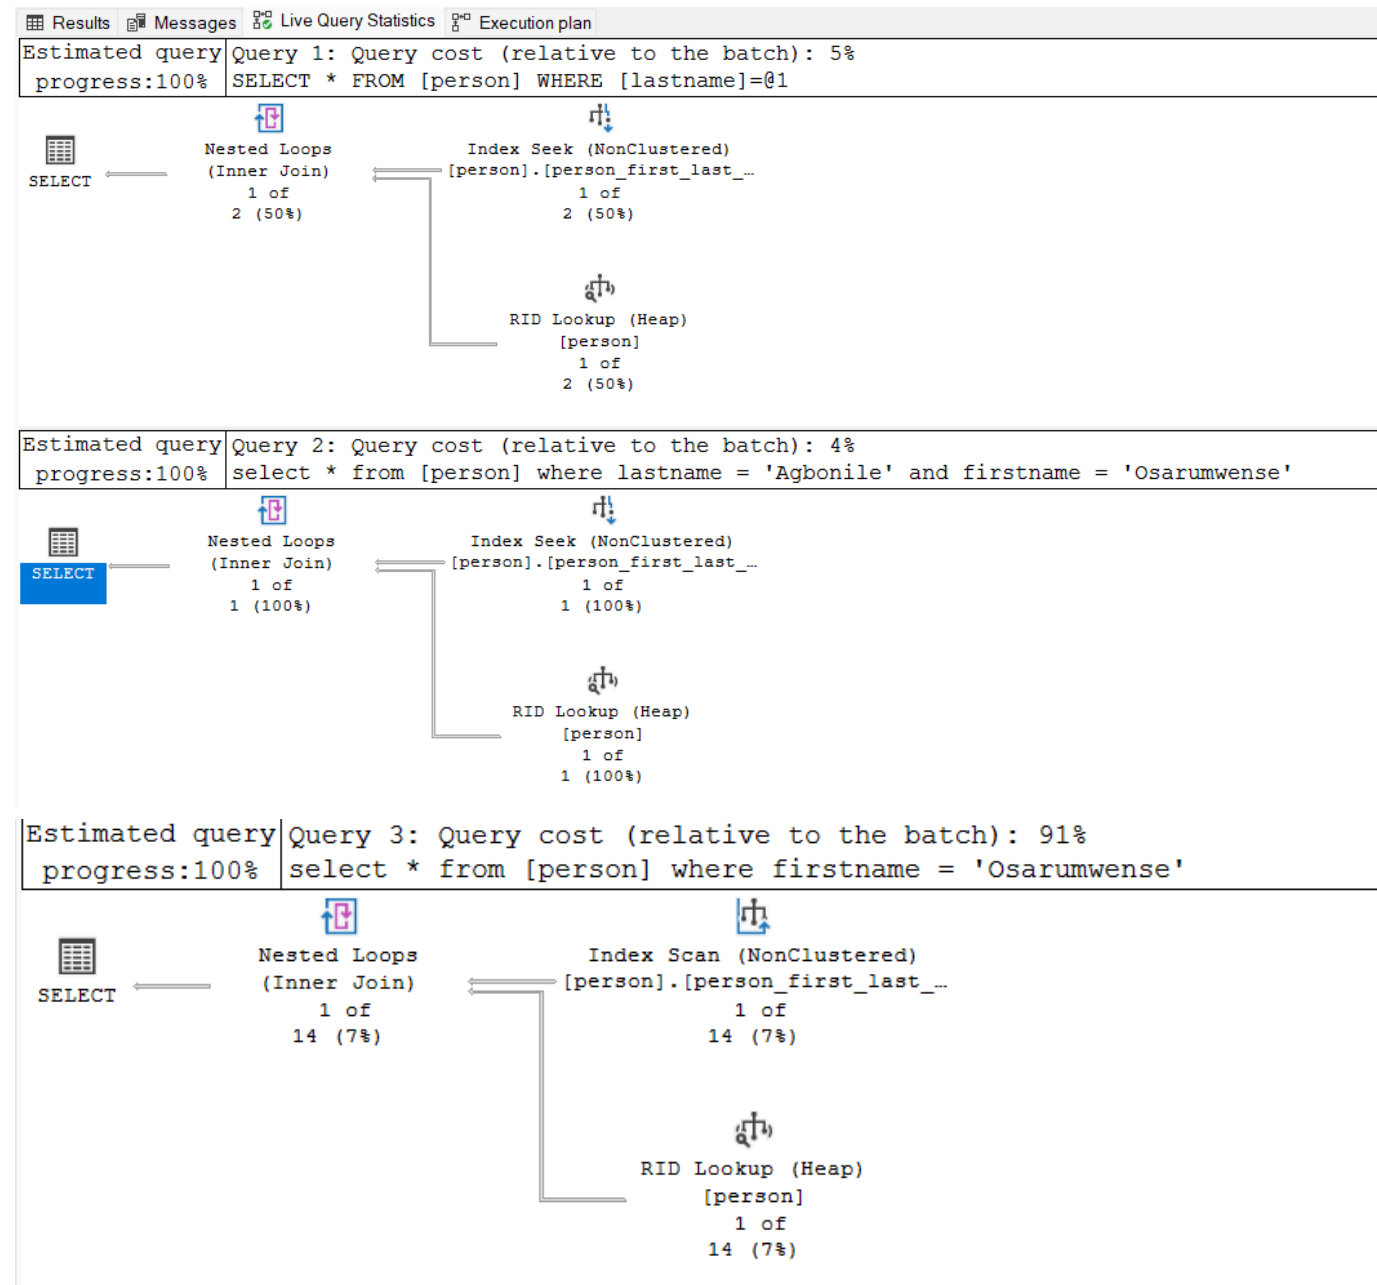 Results Messages Live Query Statistics Execution plan
Estimated query Query 1: Query cost (relative to the batch): 5%
progress:100% SELECT * FROM [person] WHERE [lastname]=@1
SELECT
Nested Loops
(Inner Join)
1 of
2 (50%)
Index Seek (NonClustered)
[person].[person_first_last_…
1 of
2 (50%)
RID Lookup (Heap)
[person]
1 of
2 (50%)
Estimated query Query 2: Query cost (relative to the batch): 4%
progress:100% select * from [person] where lastname = 'Agbonile' and firstname = 'Osarumwense'
SELECT
Nested Loops
(Inner Join)
1 of
1 (100%)
Index Seek (NonClustered)
[person].[person_first_last_…
1 of
1 (100%)
RID Lookup (Heap)
[person]
1 of
1 (100%)
Estimated query Query 3: Query cost (relative to the batch): 91%
progress:100% select * from [person] where firstname = 'Osarumwense'
SELECT
Nested Loops
(Inner Join)
1 of
14 (7%)
Index Scan (NonClustered)
[person].[person_first_last_…
1 of
14 (7%)
RID Lookup (Heap)
[person]
1 of
14 (7%)